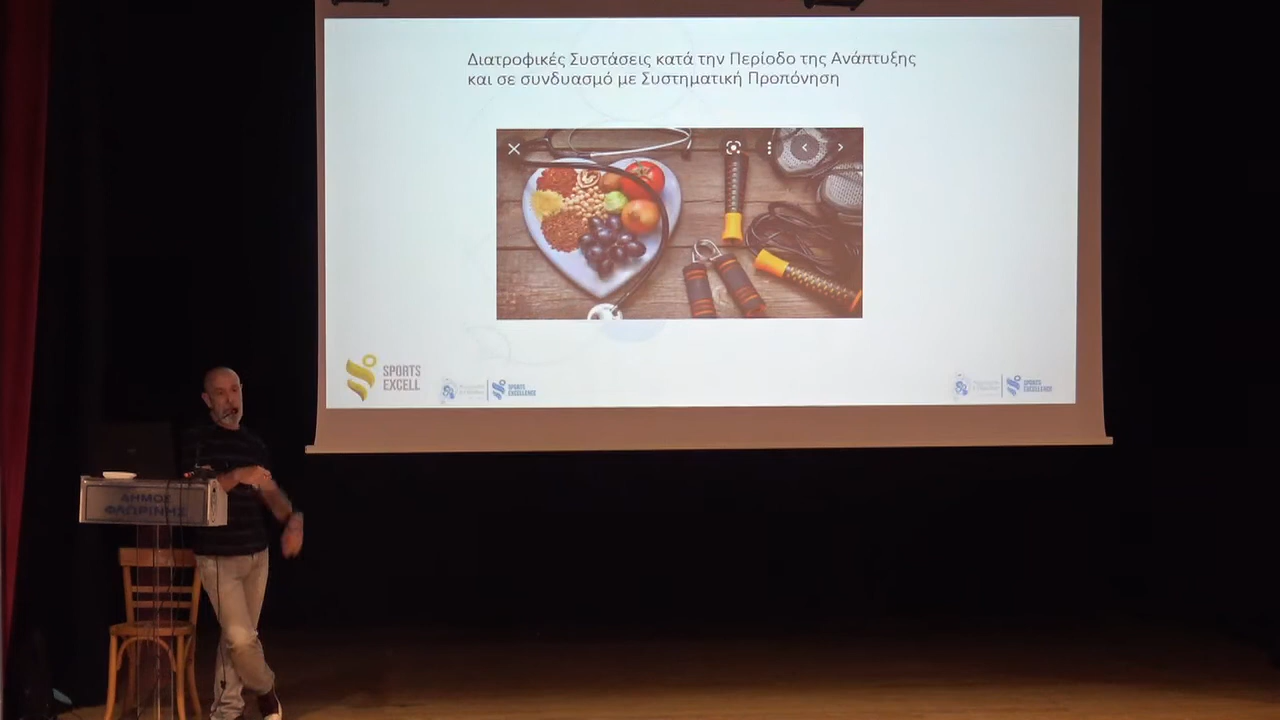 Διατροφικές Συστάσεις κατά την Περίοδο της Ανάπτυξης
και σε συνδυασμό με Συστηματική Προπόνηση
SPORTS
EXCELL
SPORTS
EXCELLENCE
SPORTS
EXCELLENCE
ΔΗΜΟΣ
ΦΛΩΡΙΝΗΣ